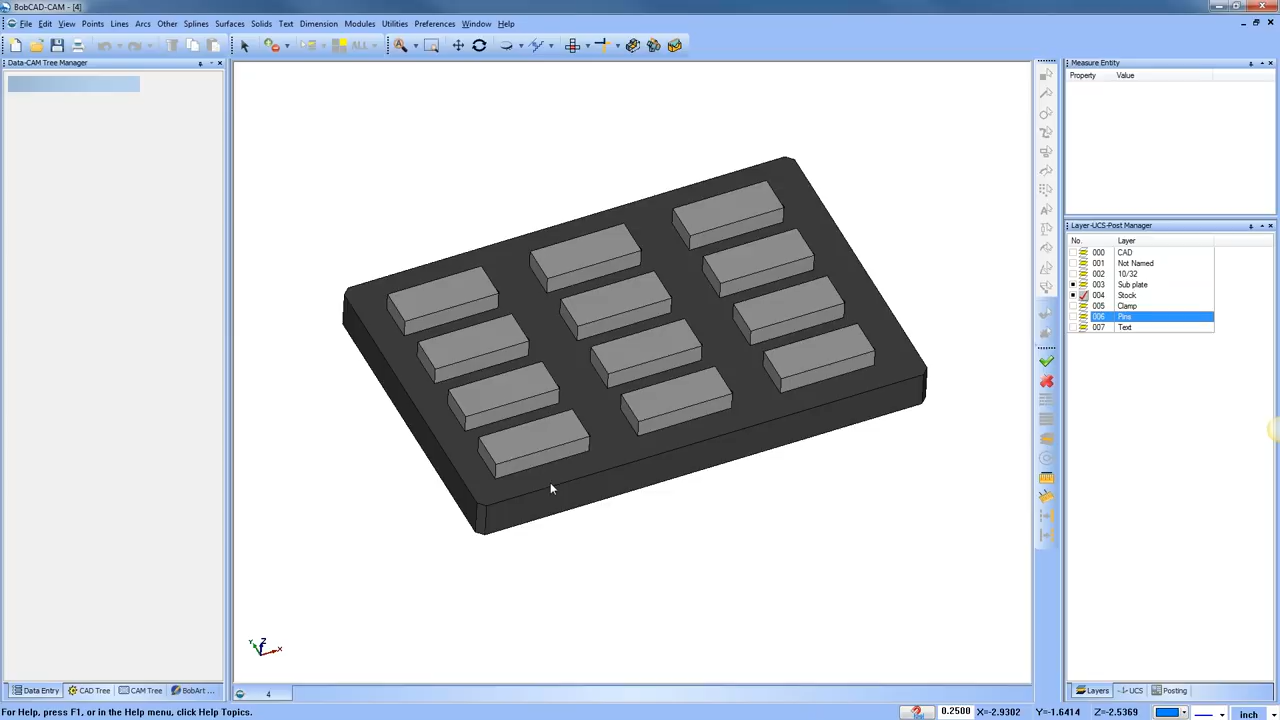 BobCAD-CAM - [4]
File Edit View Points Lines Arcs Other Splines Surfaces Solids Text Dimension Modules Utilities Preferences Window Help
ALL
Data-CAM Tree Manager
Measure Entity
Property Value
Layer-UCS-Post Manager
No. Layer
000 CAD
001 Not Named
002 10/32
003 Sub plate
004 Stock
005 Clamp
006 Pins
007 Text
Z
Y
X
Data Entry CAD Tree CAM Tree BobArt ...
4
Layers UCS Posting
For Help, press F1, or in the Help menu, click Help Topics.
0.2500 X=-2.9302 Y=-1.6414 Z=-2.5369 inch